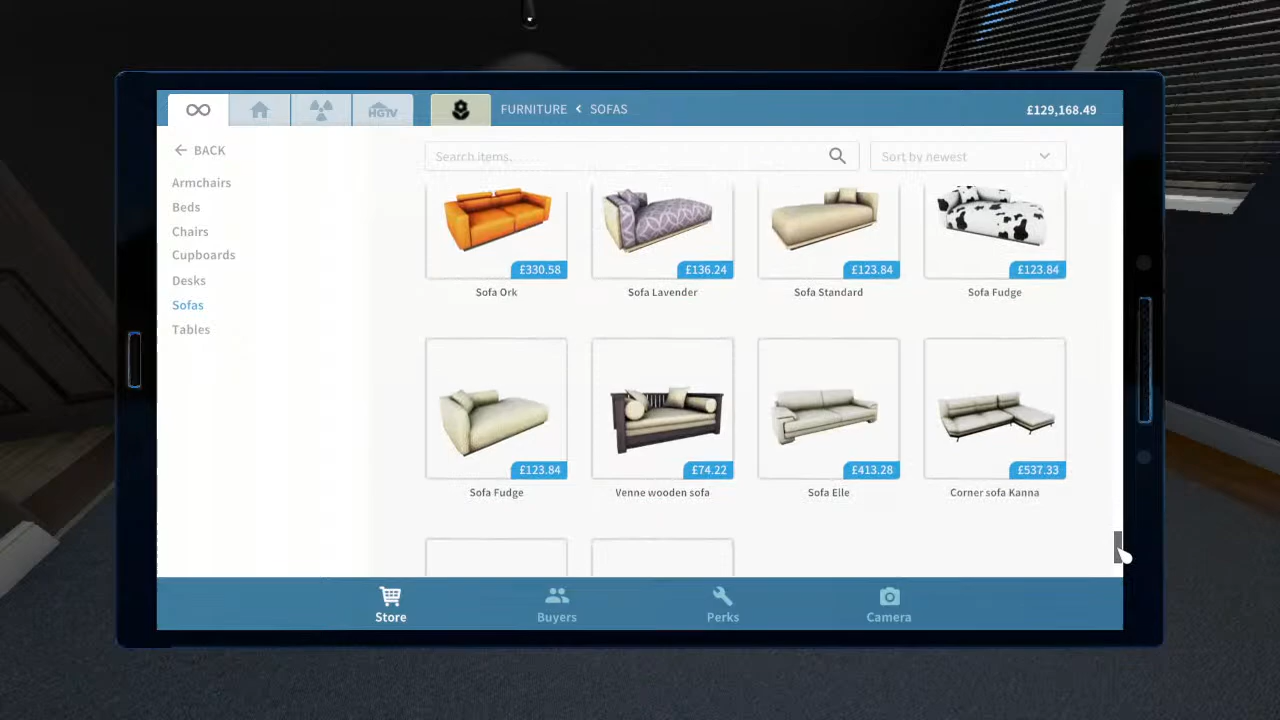 HGTV
FURNITURE < SOFAS
£129,168.49
BACK
Search items.
Sort by newest
Armchairs
Beds
Chairs
Cupboards
Desks
Sofas
Tables
£330.58
£136.24
£123.84
£123.84
Sofa Ork
Sofa Lavender
Sofa Standard
Sofa Fudge
£123.84
£74.22
£413.28
£537.33
Sofa Fudge
Venne wooden sofa
Sofa Elle
Corner sofa Kanna
Store
Buyers
Perks
Camera